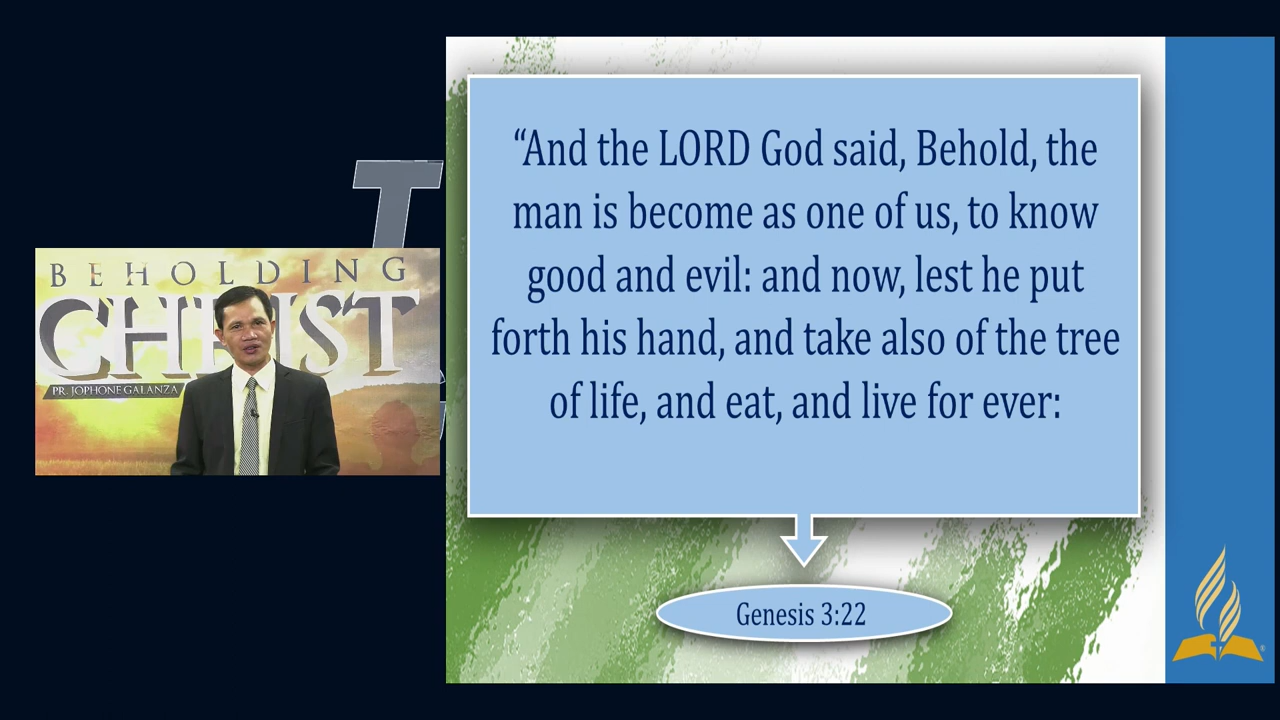 T
BEHOLDING
CHRIST
PR. JOPHONE GALANZA
“And the LORD God said, Behold, the
man is become as one of us, to know
good and evil: and now, lest he put
forth his hand, and take also of the tree
of life, and eat, and live for ever:
Genesis 3:22